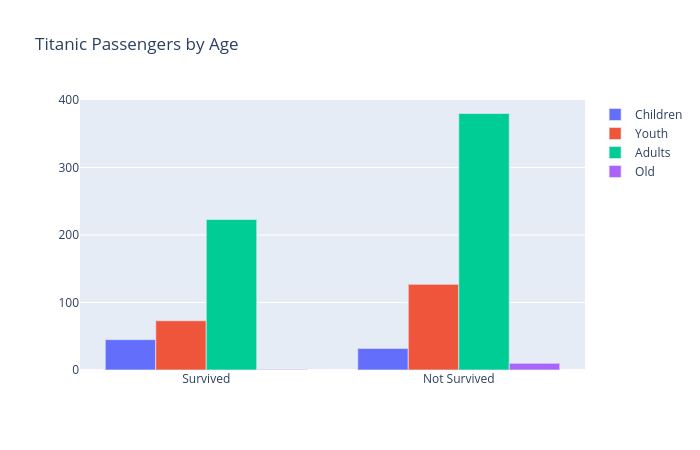 Titanic Passengers by Age
400
300
200
100
0
Survived
Not Survived
Children
Youth
Adults
Old